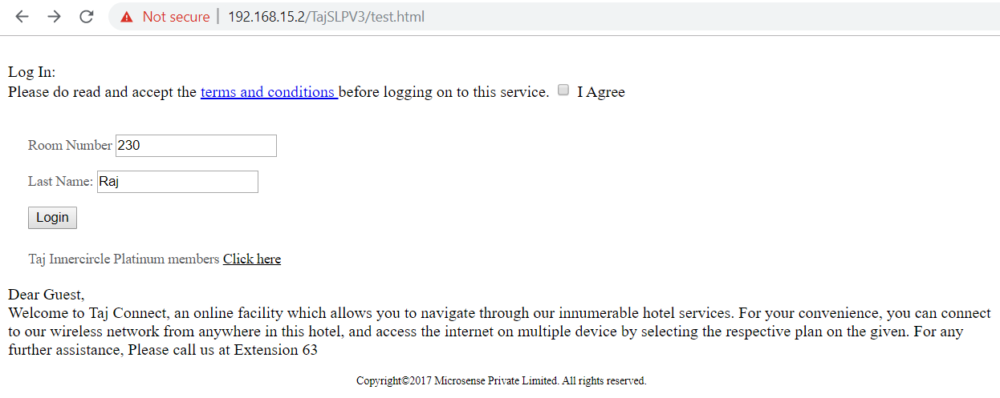 Not secure | 192.168.15.2/TajSLPV3/test.html
Log In:
Please do read and accept the terms and conditions before logging on to this service. I Agree
Room Number 230
Last Name: Raj
Login
Taj Innercircle Platinum members Click here
Dear Guest,
Welcome to Taj Connect, an online facility which allows you to navigate through our innumerable hotel services. For your convenience, you can connect
to our wireless network from anywhere in this hotel, and access the internet on multiple device by selecting the respective plan on the given. For any
further assistance, Please call us at Extension 63
Copyright©2017 Microsense Private Limited. All rights reserved.